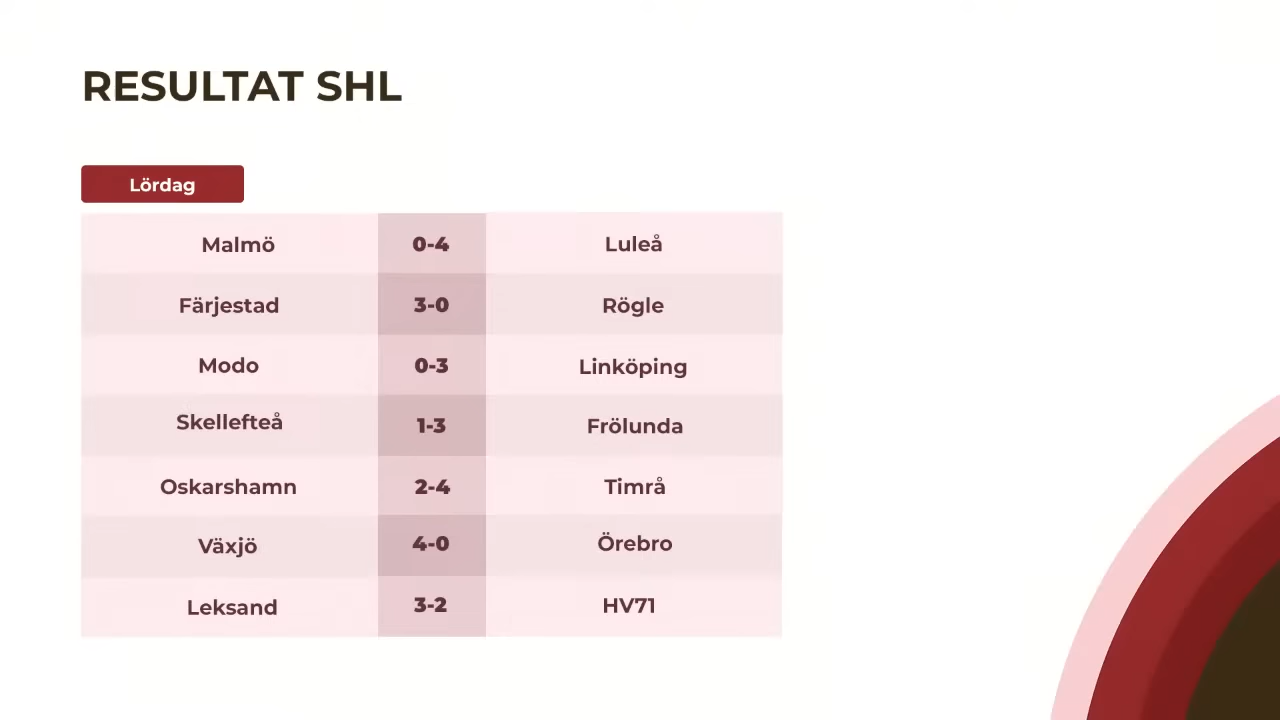 RESULTAT SHL
Lördag
Malmö 0-4 Luleå
Färjestad 3-0 Rögle
Modo 0-3 Linköping
Skellefteå 1-3 Frölunda
Oskarshamn 2-4 Timrå
Växjö 4-0 Örebro
Leksand 3-2 HV71